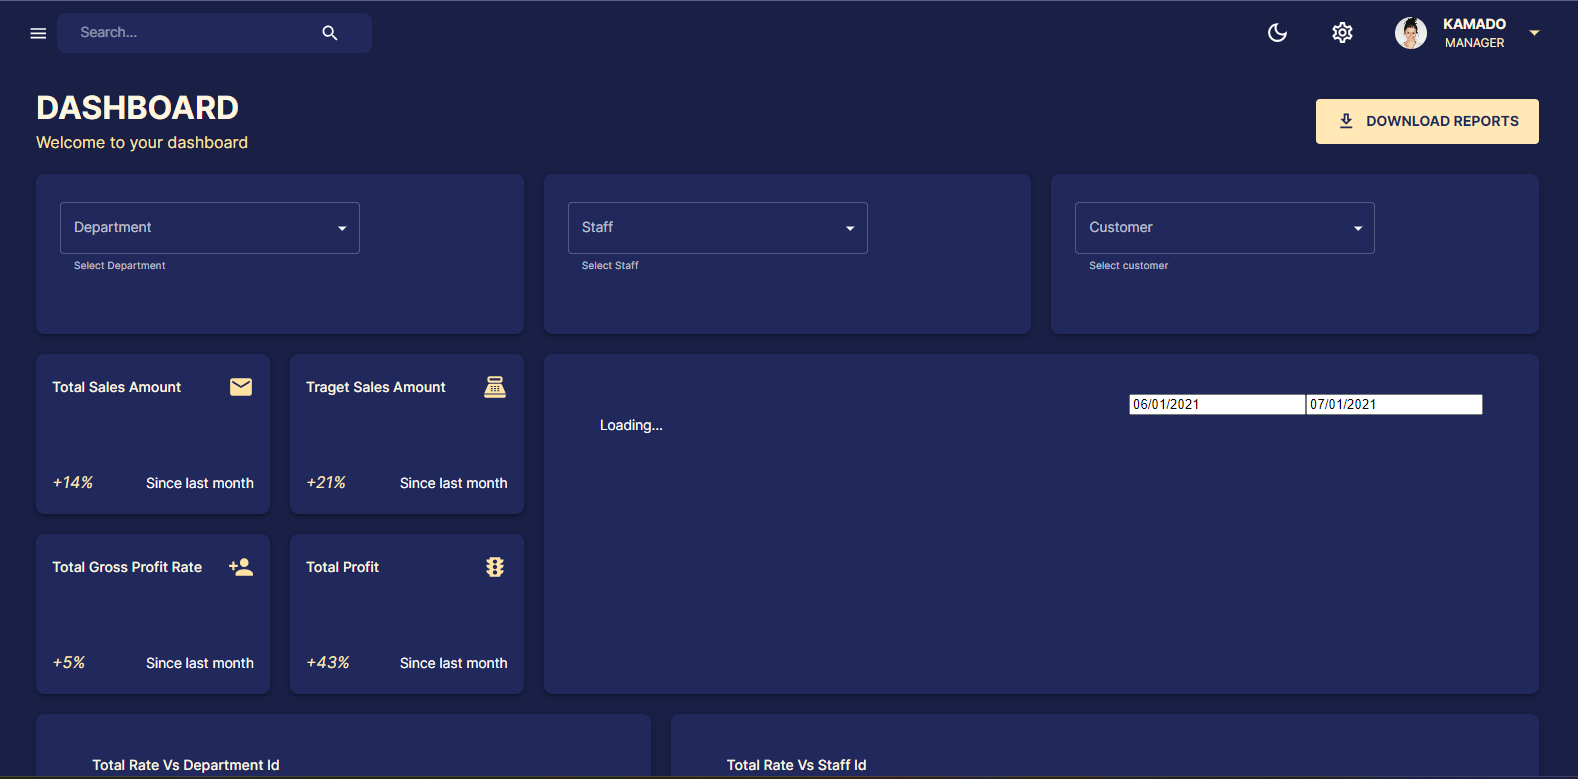 Search...
KAMADO
MANAGER
DASHBOARD
Welcome to your dashboard
DOWNLOAD REPORTS
Department
Select Department
Staff
Select Staff
Customer
Select customer
Total Sales Amount
+14%
Since last month
Traget Sales Amount
+21%
Since last month
06/01/2021
07/01/2021
Loading...
Total Gross Profit Rate
+5%
Since last month
Total Profit
+43%
Since last month
Total Rate Vs Department Id
Total Rate Vs Staff Id